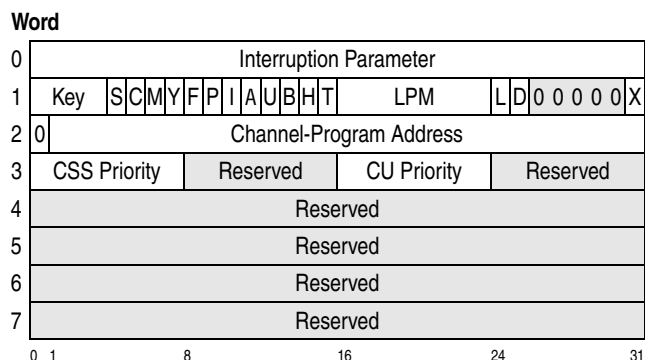 Word
0 Interruption Parameter
1 Key S C M Y F P I A U B H T LPM L D 0 0 0 0 0 X
2 0 Channel-Program Address
3 CSS Priority Reserved CU Priority Reserved
4 Reserved
5 Reserved
6 Reserved
7 Reserved
0 1 8 16 24 31